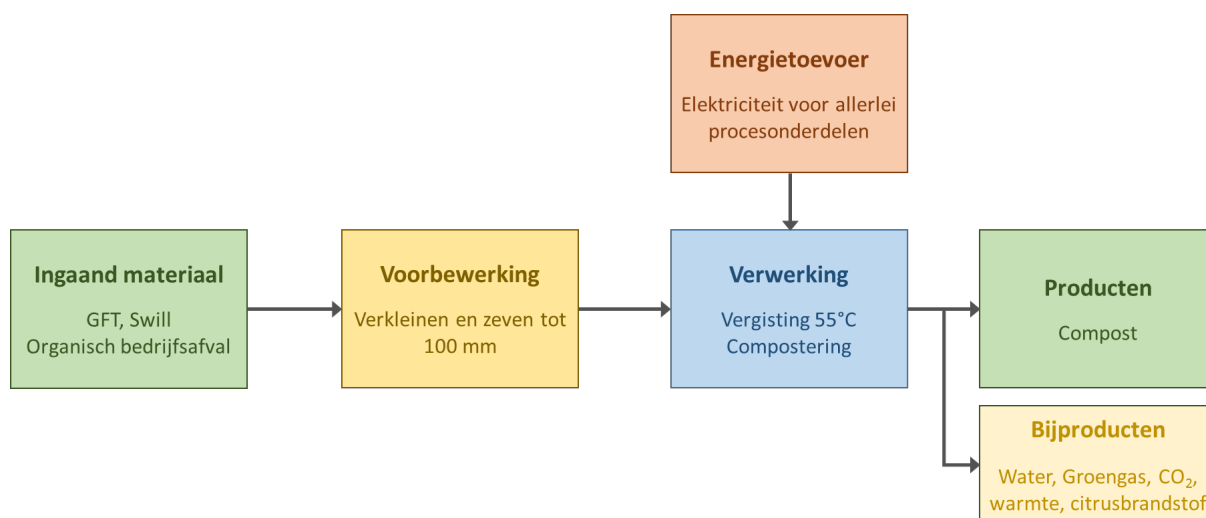 Energietoevoer
Elektriciteit voor allerlei
procesonderdelen
Ingaand materiaal
GFT, Swill
Organisch bedrijfsafval
Voorbewerking
Verkleinen en zeven tot
100 mm
Verwerking
Vergisting 55°C
Compostering
Producten
Compost
Bijproducten
Water, Groengas, CO₂,
warmte, citrusbrandstof